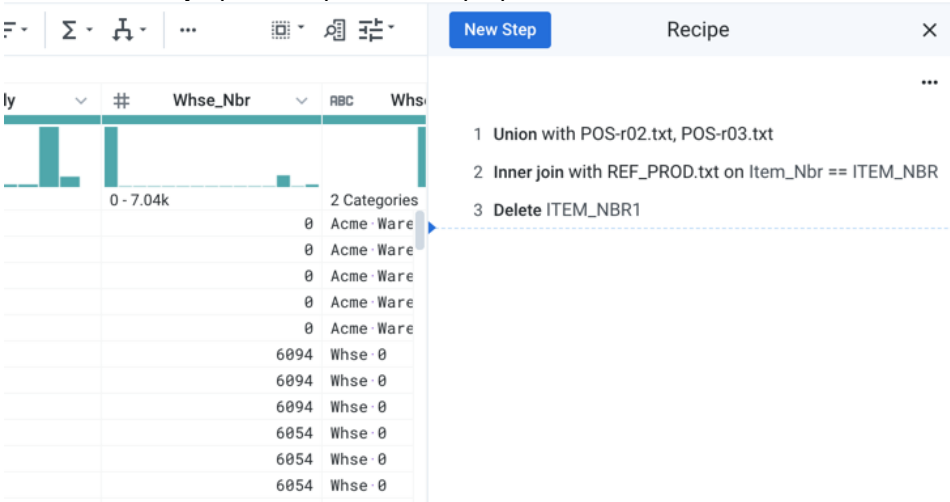 New Step
Recipe
ly
# Whse_Nbr
ABC Whs
1 Union with POS-r02.txt, POS-r03.txt
2 Inner join with REF_PROD.txt on Item_Nbr == ITEM_NBR
3 Delete ITEM_NBR1
0 - 7.04k
2 Categories
0 Acme·Ware
0 Acme·Ware
0 Acme·Ware
0 Acme·Ware
0 Acme·Ware
6094 Whse·0
6094 Whse·0
6094 Whse·0
6054 Whse·0
6054 Whse·0
6054 Whse·0